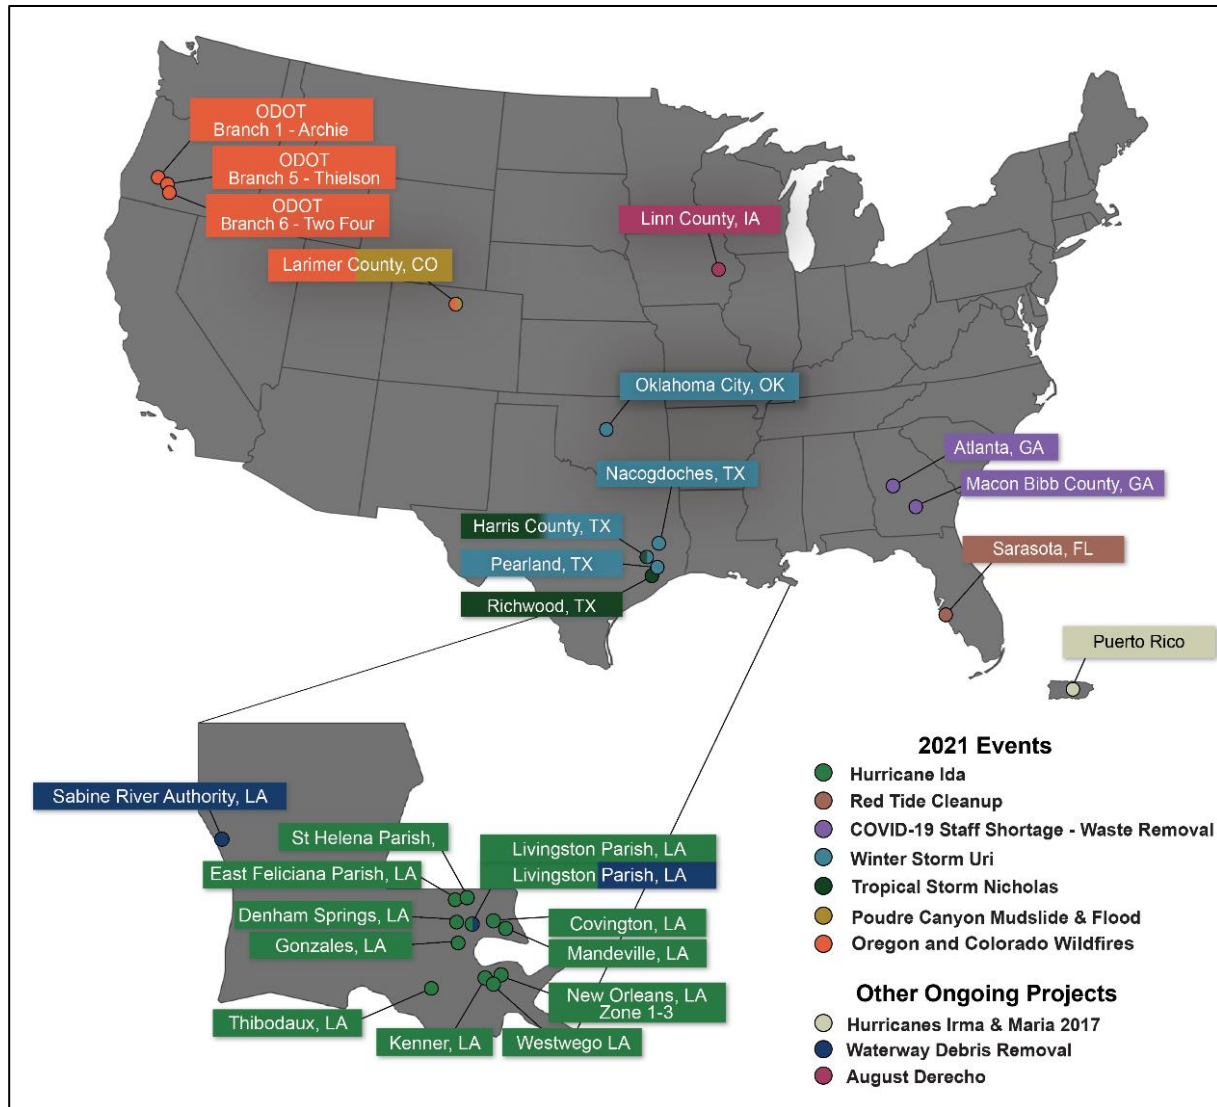 ODOT
Branch 1 - Archie
ODOT
Branch 5 - Thielson
ODOT
Branch 6 - Two Four
Larimer County, CO
Linn County, IA
Oklahoma City, OK
Nacogdoches, TX
Harris County, TX
Pearland, TX
Richwood, TX
Atlanta, GA
Macon Bibb County, GA
Sarasota, FL
Puerto Rico
Sabine River Authority, LA
St Helena Parish,
East Feliciana Parish, LA
Denham Springs, LA
Gonzales, LA
Thibodaux, LA
Kenner, LA
Westwego LA
Livingston Parish, LA
Livingston Parish, LA
Covington, LA
Mandeville, LA
New Orleans, LA
Zone 1-3
2021 Events
Hurricane Ida
Red Tide Cleanup
COVID-19 Staff Shortage - Waste Removal
Winter Storm Uri
Tropical Storm Nicholas
Poudre Canyon Mudslide & Flood
Oregon and Colorado Wildfires
Other Ongoing Projects
Hurricanes Irma & Maria 2017
Waterway Debris Removal
August Derecho